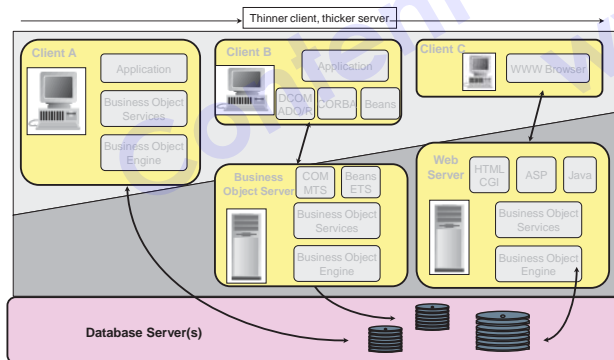 Thinner client, thicker server
Client A
Application
Business Object
Services
Business Object
Engine
Client B
Application
DCOM
ADO/R
CORBA
Beans
Client C
WWW Browser
Business
Object Server
COM
MTS
Beans
ETS
Business Object
Services
Business Object
Engine
Web
Server
HTML
CGI
ASP
Java
Business Object
Services
Business Object
Engine
Database Server(s)